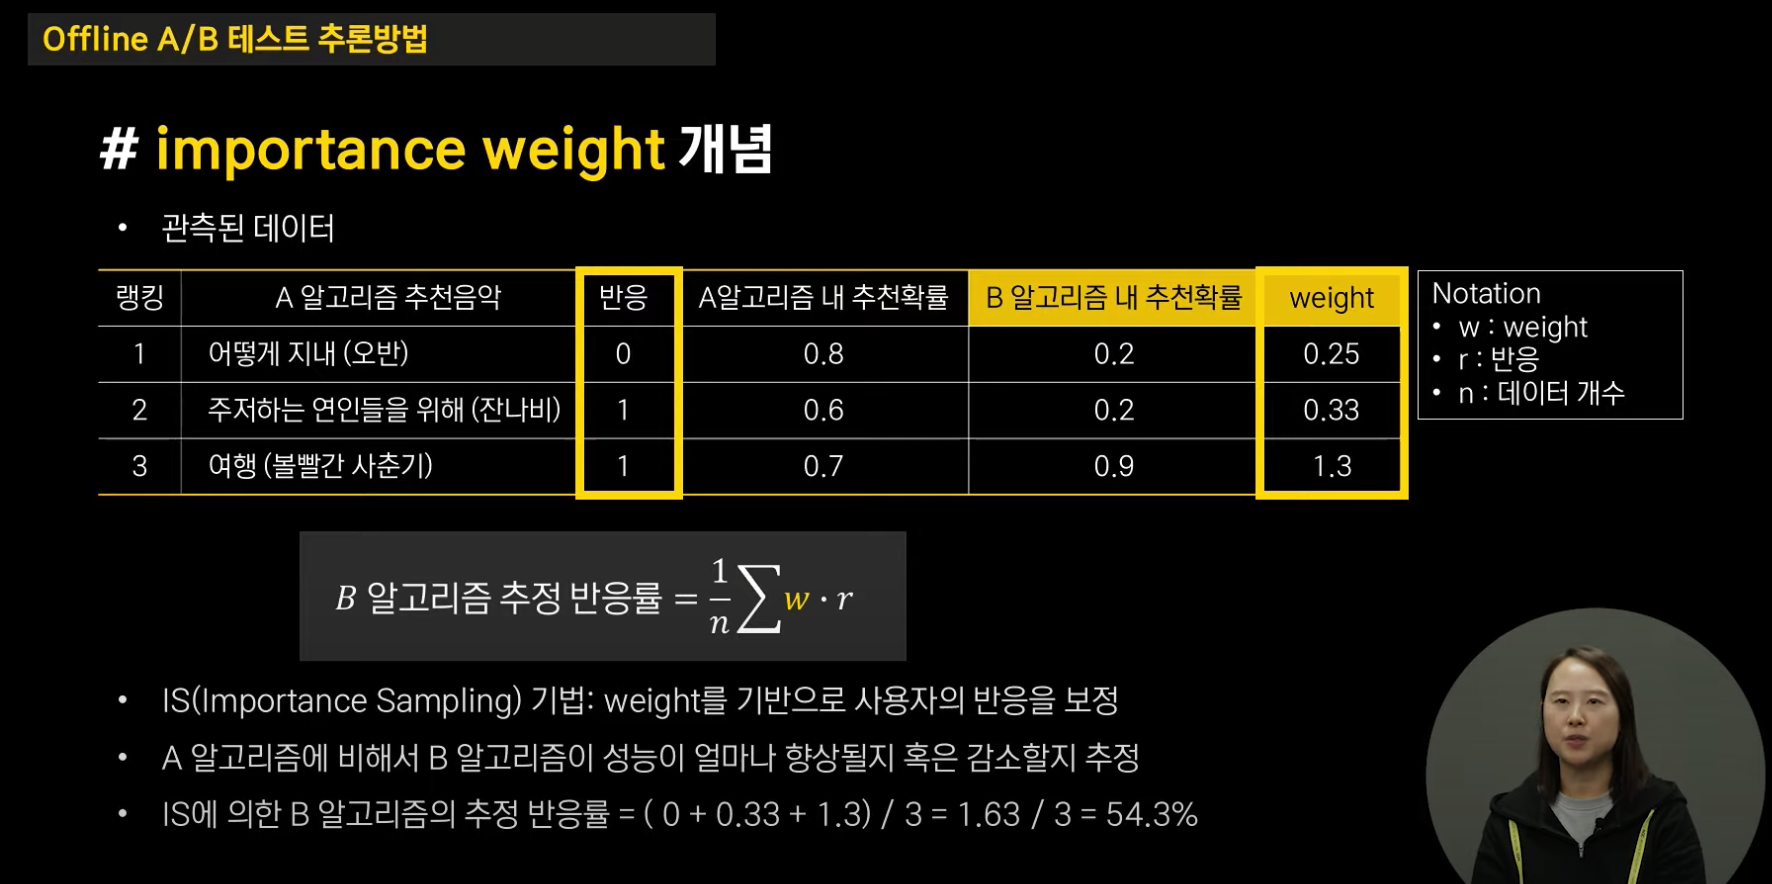 Offline A/B 테스트 추론방법
# importance weight 개념
• 관측된 데이터
랭킹 A 알고리즘 추천음악 반응 A알고리즘 내 추천확률 B 알고리즘 내 추천확률 weight
1 어떻게 지내 (오반) 0 0.8 0.2 0.25
2 주저하는 연인들을 위해 (잔나비) 1 0.6 0.2 0.33
3 여행 (볼빨간 사춘기) 1 0.7 0.9 1.3
Notation
• w : weight
• r : 반응
• n : 데이터 개수
B 알고리즘 추정 반응률 = 1/n ∑ w · r
• IS(Importance Sampling) 기법: weight를 기반으로 사용자의 반응을 보정
• A 알고리즘에 비해서 B 알고리즘이 성능이 얼마나 향상될지 혹은 감소할지 추정
• IS에 의한 B 알고리즘의 추정 반응률 = ( 0 + 0.33 + 1.3) / 3 = 1.63 / 3 = 54.3%